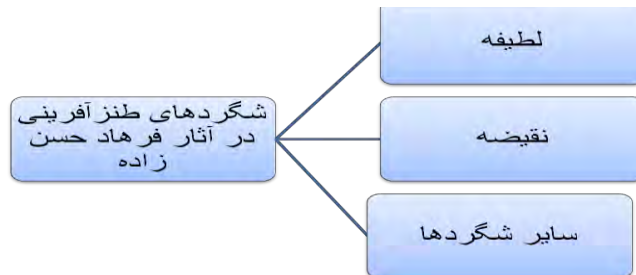 شگردهای طنزآفرینی
در آثار فرهاد حسن
زاده
لطیفه
نقیضه
سایر شگردها